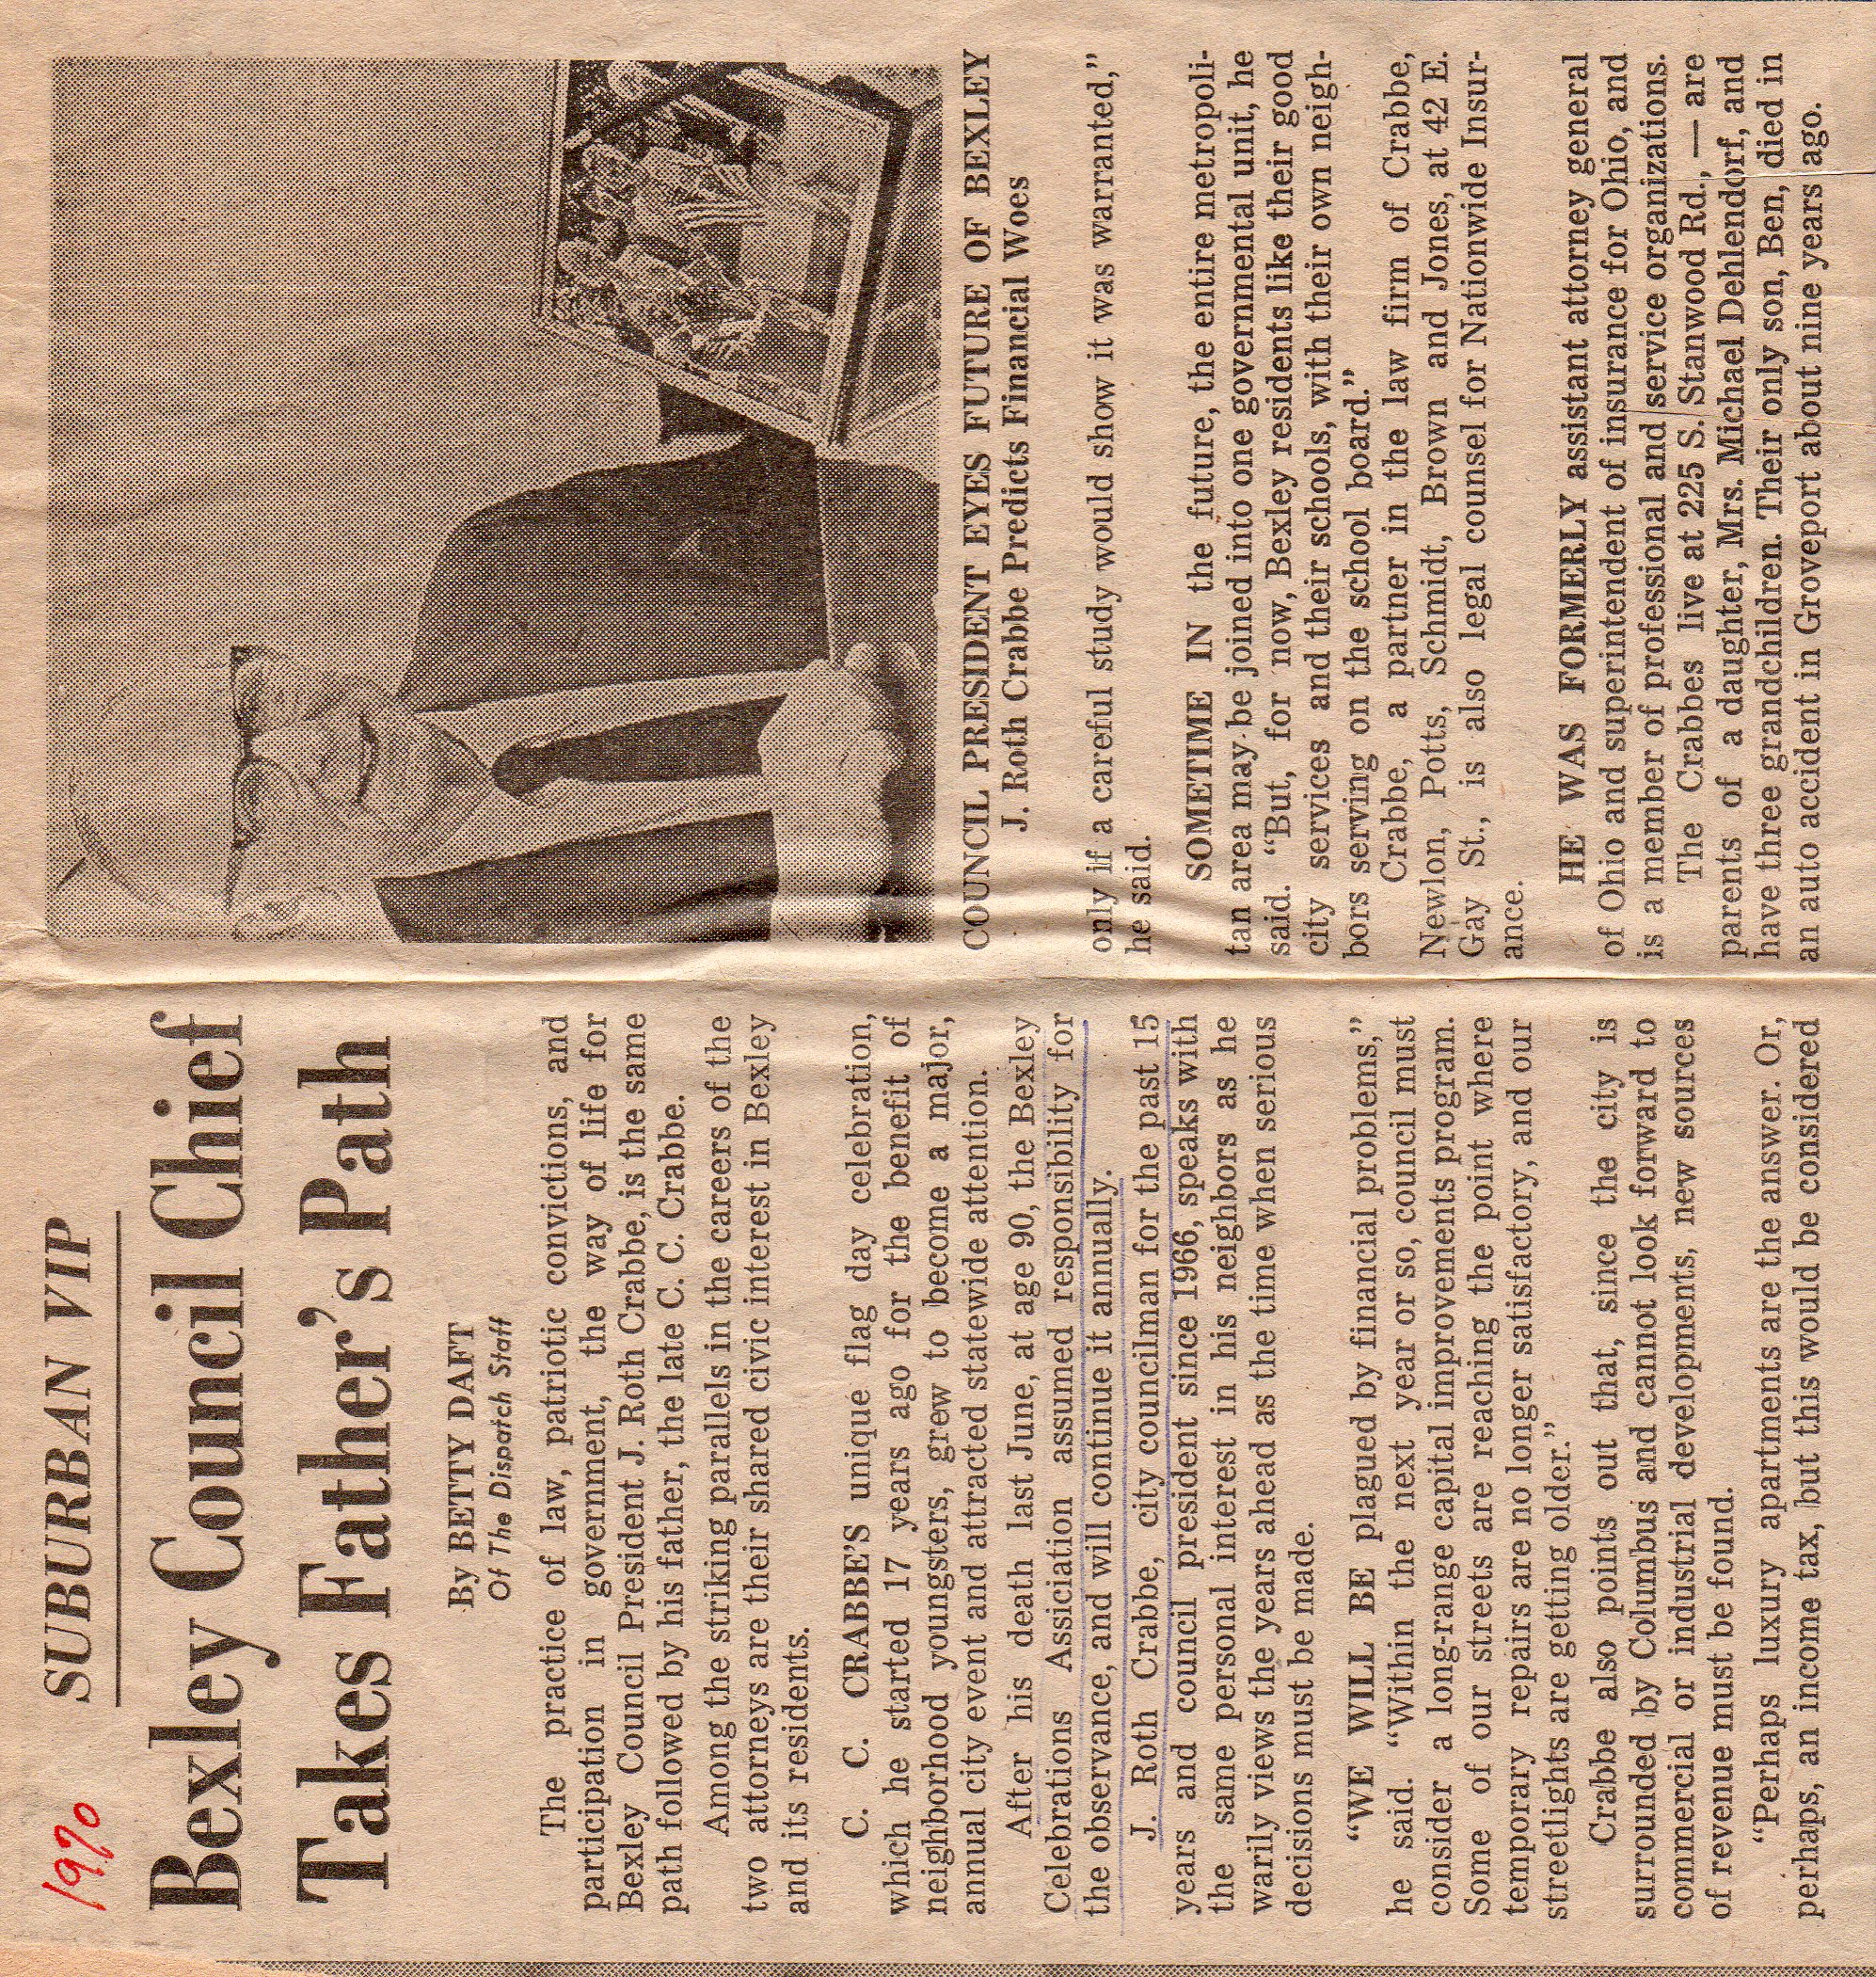 1970
SUBURBAN VIP
Bexley Council Chief
Takes Father's Path
By BETTY DAFT
Of The Dispatch Staff
The practice of law, patriotic convictions, and
participation in government, the way of life for
Bexley Council President J. Roth Crabbe, is the same
path followed by his father, the late C. C. Crabbe.
Among the striking parallels in the careers of the
two attorneys are their shared civic interest in Bexley
and its residents.
C. C. CRABBE'S unique flag day celebration,
which he started 17 years ago for the benefit of
neighborhood youngsters, grew to become a major,
annual city event and attracted statewide attention.
After his death last June, at age 90, the Bexley
Celebrations Assiciation assumed responsibility for
the observance, and will continue it annually.
J. Roth Crabbe, city councilman for the past 15
years and council president since 1966, speaks with
the same personal interest in his neighbors as he
warily views the years ahead as the time when serious
decisions must be made.
“WE WILL BE plagued by financial problems,”
he said. “Within the next year or so, council must
consider a long-range capital improvements program.
Some of our streets are reaching the point where
temporary repairs are no longer satisfactory, and our
streetlights are getting older.”
Crabbe also points out that, since the city is
surrounded by Columbus and cannot look forward to
commercial or industrial developments, new sources
of revenue must be found.
“Perhaps luxury apartments are the answer. Or,
perhaps, an income tax, but this would be considered
COUNCIL PRESIDENT EYES FUTURE OF BEXLEY
J. Roth Crabbe Predicts Financial Woes
only if a careful study would show it was warranted,”
he said.
SOMETIME IN the future, the entire metropoli-
tan area may be joined into one governmental unit, he
said. “But, for now, Bexley residents like their good
city services and their schools, with their own neigh-
bors serving on the school board.”
Crabbe, a partner in the law firm of Crabbe,
Newlon, Potts, Schmidt, Brown and Jones, at 42 E.
Gay St., is also legal counsel for Nationwide Insur-
ance.
HE WAS FORMERLY assistant attorney general
of Ohio and superintendent of insurance for Ohio, and
is a member of professional and service organizations.
The Crabbes live at 225 S. Stanwood Rd., — are
parents of a daughter, Mrs. Michael Dehlendorf, and
have three grandchildren. Their only son, Ben, died in
an auto accident in Groveport about nine years ago.